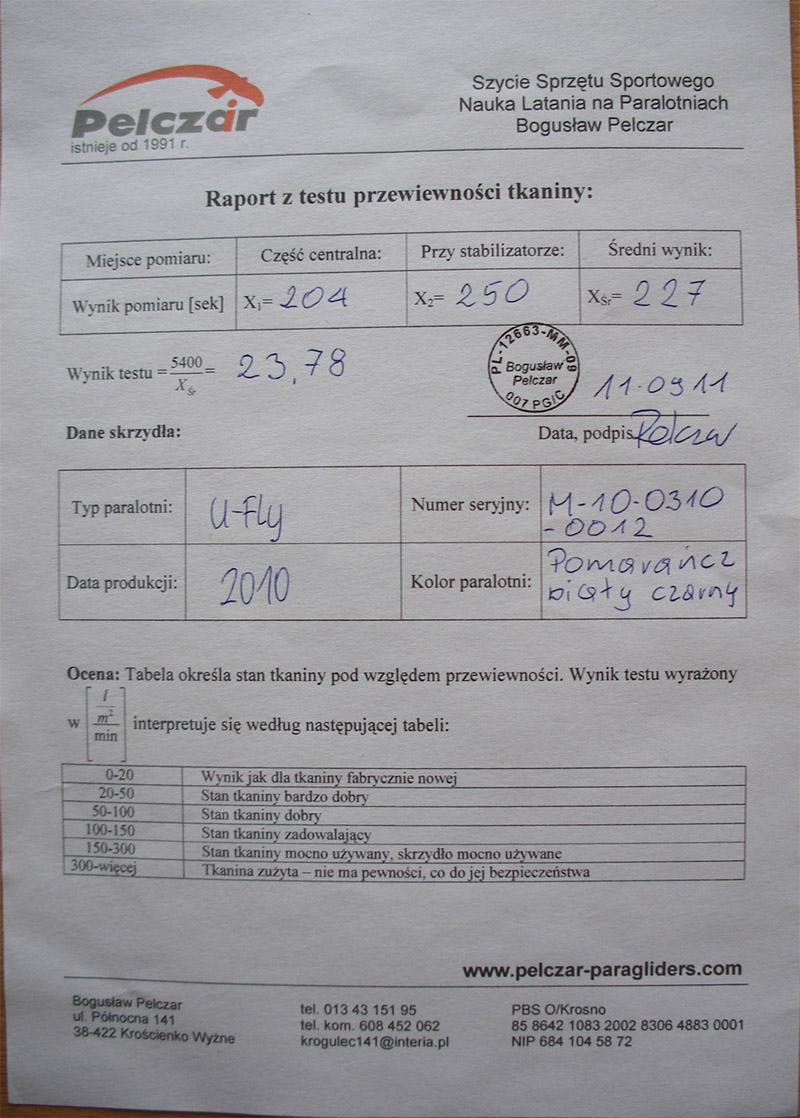 Pelczar
istnieje od 1991 r.
Szycie Sprzętu Sportowego
Nauka Latania na Paralotniach
Bogusław Pelczar
Raport z testu przewiewności tkaniny:
Miejsce pomiaru: Część centralna: Przy stabilizatorze: Średni wynik:
Wynik pomiaru [sek] X₁= 204 X₂= 250 XŚr= 227
Wynik testu = 5400/XŚr = 23,78
PL-12663-MM-09
Bogusław
Pelczar
007 PGIC
11.09 11
Data, podpis Pelczar
Dane skrzydła:
Typ paralotni: U-Fly Numer seryjny: M-10-0310
-0012
Data produkcji: 2010 Kolor paralotni: Pomarańcz
biały czarny
Ocena: Tabela określa stan tkaniny pod względem przewiewności. Wynik testu wyrażony
w [l/m²/min] interpretuje się według następującej tabeli:
0-20 Wynik jak dla tkaniny fabrycznie nowej
20-50 Stan tkaniny bardzo dobry
50-100 Stan tkaniny dobry
100-150 Stan tkaniny zadowalający
150-300 Stan tkaniny mocno używany, skrzydło mocno używane
300-więcej Tkanina zużyta – nie ma pewności, co do jej bezpieczeństwa
www.pelczar-paragliders.com
Bogusław Pelczar
ul. Północna 141
38-422 Krościenko Wyżne
tel. 013 43 151 95
tel. kom. 608 452 062
krogulec141@interia.pl
PBS O/Krosno
85 8642 1083 2002 8306 4883 0001
NIP 684 104 58 72